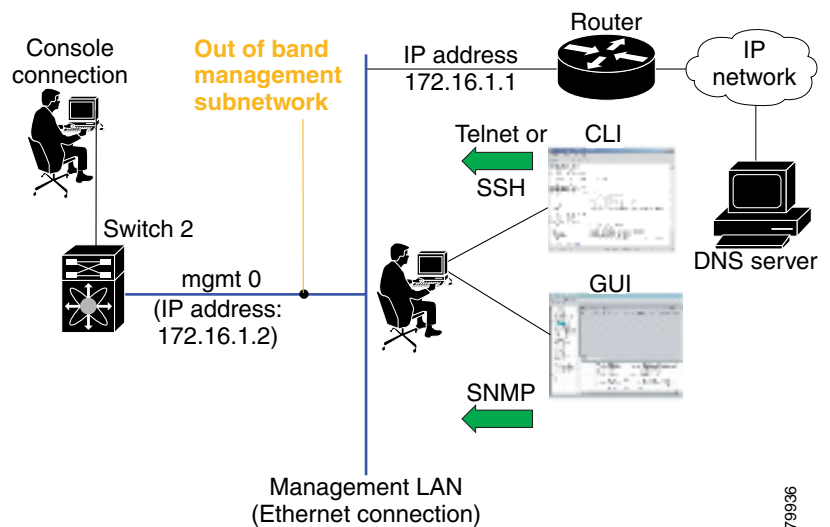 Console
connection
Out of band
management
subnetwork
Router
IP address
172.16.1.1
IP
network
Telnet or
SSH
CLI
DNS server
Switch 2
mgmt 0
(IP address:
172.16.1.2)
GUI
SNMP
Management LAN
(Ethernet connection)
79936